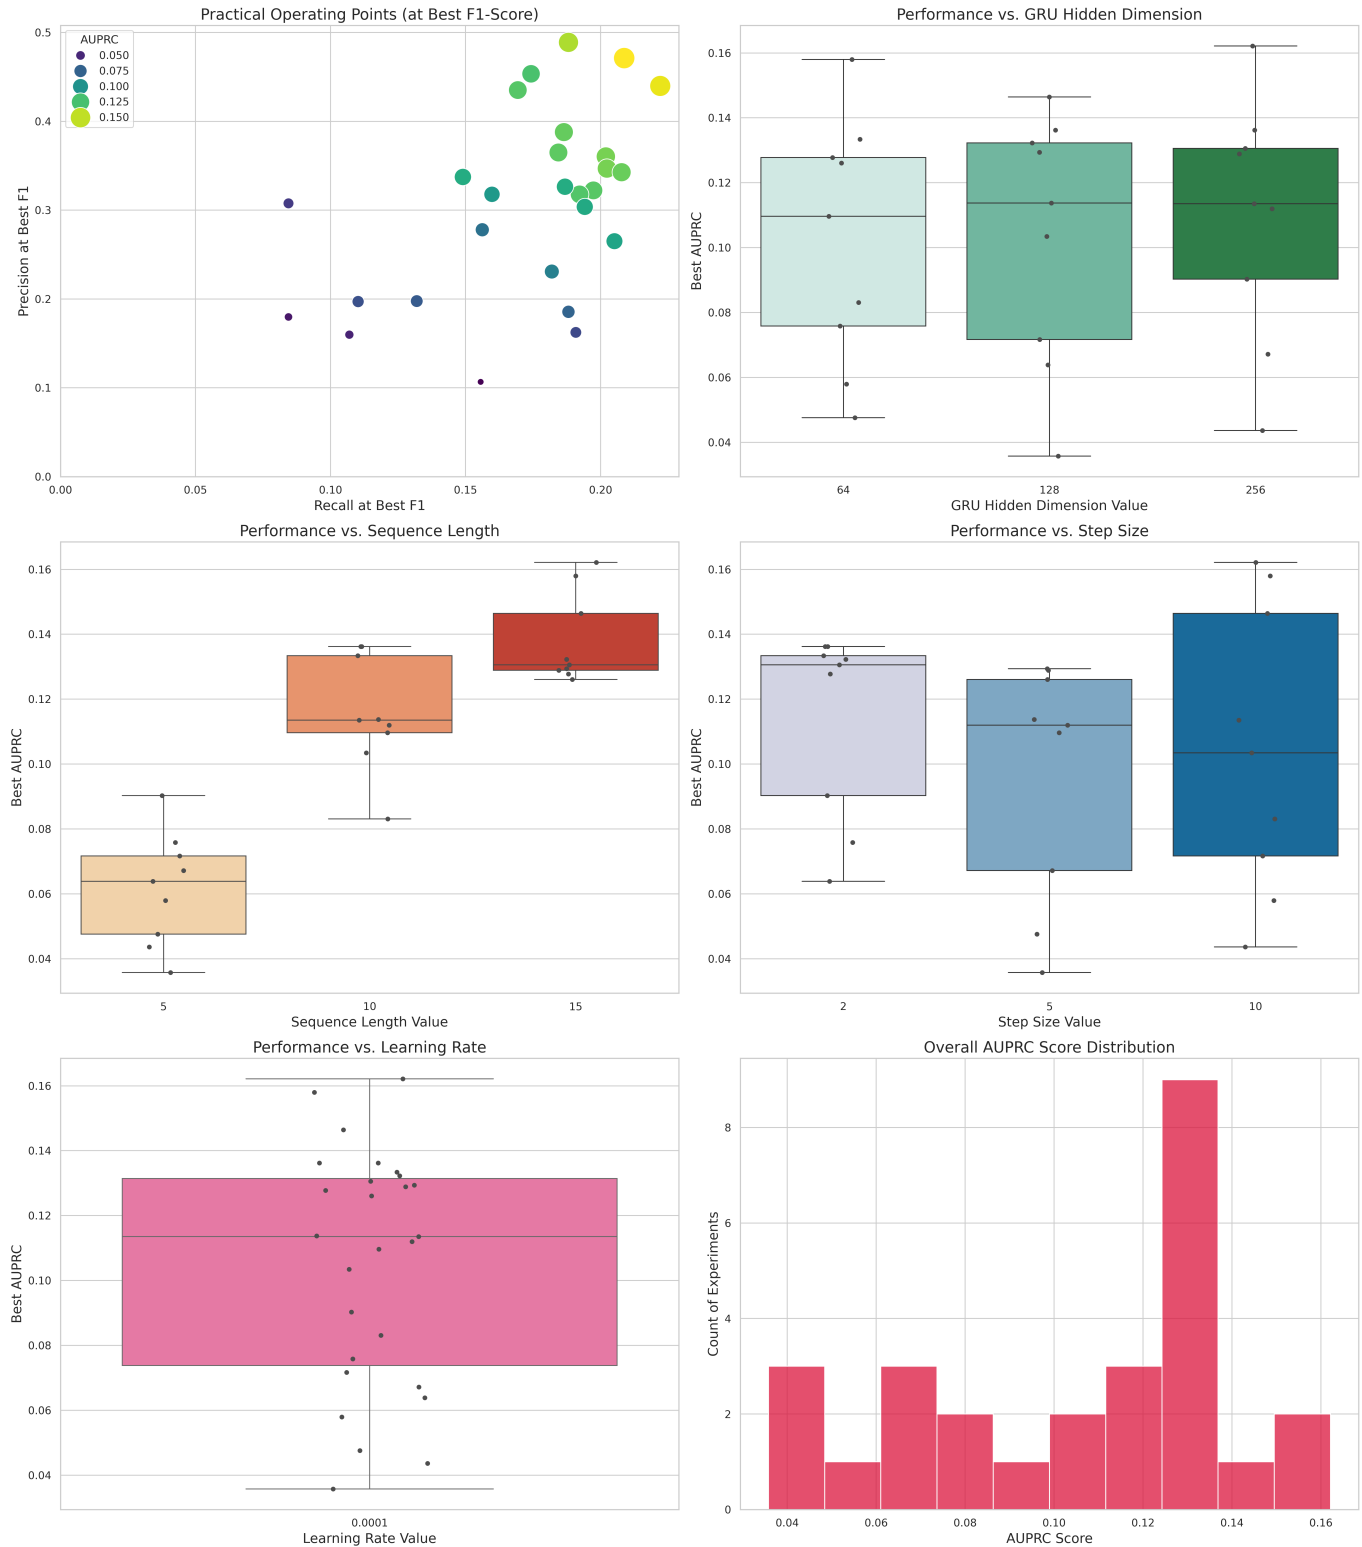 Practical Operating Points (at Best F1-Score)
AUPRC
0.050
0.075
0.100
0.125
0.150
0.5
0.4
0.3
0.2
0.1
0.0
Precision at Best F1
0.00 0.05 0.10 0.15 0.20
Recall at Best F1
Performance vs. GRU Hidden Dimension
0.16
0.14
0.12
0.10
0.08
0.06
0.04
Best AUPRC
64 128 256
GRU Hidden Dimension Value
Performance vs. Sequence Length
0.16
0.14
0.12
0.10
0.08
0.06
0.04
Best AUPRC
5 10 15
Sequence Length Value
Performance vs. Step Size
0.16
0.14
0.12
0.10
0.08
0.06
0.04
Best AUPRC
2 5 10
Step Size Value
Performance vs. Learning Rate
0.16
0.14
0.12
0.10
0.08
0.06
0.04
Best AUPRC
0.0001
Learning Rate Value
Overall AUPRC Score Distribution
8
6
4
2
0
Count of Experiments
0.04 0.06 0.08 0.10 0.12 0.14 0.16
AUPRC Score